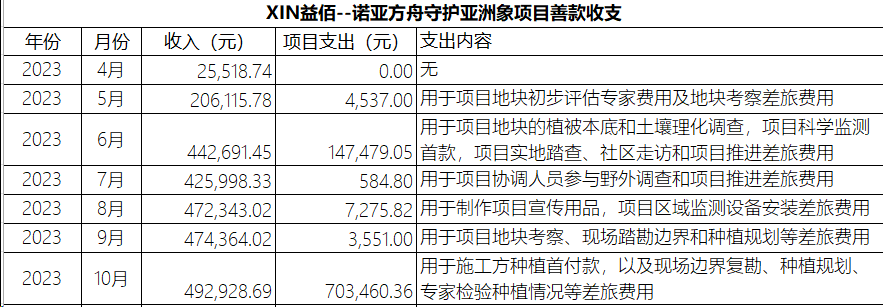 XIN益佰--诺亚方舟守护亚洲象项目善款收支
年份 月份 收入（元） 项目支出（元） 支出内容
2023 4月 25,518.74 0.00 无
2023 5月 206,115.78 4,537.00 用于项目地块初步评估专家费用及地块考察差旅费用
2023 6月 442,691.45 147,479.05 用于项目地块的植被本底和土壤理化调查，项目科学监测
首款，项目实地踏查、社区走访和项目推进差旅费用
2023 7月 425,998.33 584.80 用于项目协调人员参与野外调查和项目推进差旅费用
2023 8月 472,343.02 7,275.82 用于制作项目宣传用品，项目区域监测设备安装差旅费用
2023 9月 474,364.02 3,551.00 用于项目地块考察、现场踏勘边界和种植规划等差旅费用
2023 10月 492,928.69 703,460.36 用于施工方种植首付款，以及现场边界复勘、种植规划、
专家检验种植情况等差旅费用